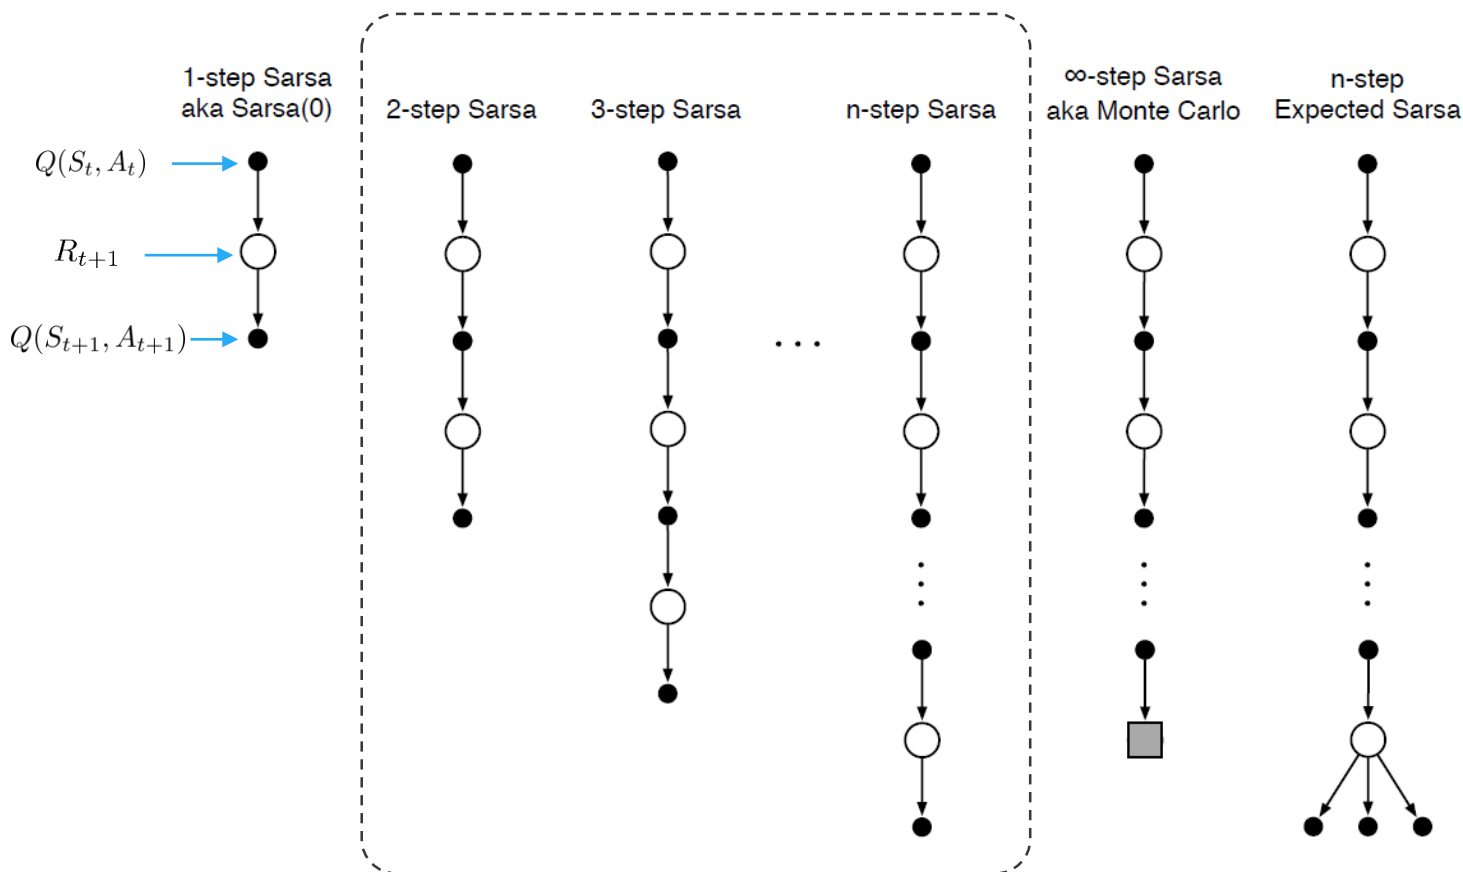 1-step Sarsa
aka Sarsa(0)
2-step Sarsa
3-step Sarsa
n-step Sarsa
∞-step Sarsa
aka Monte Carlo
n-step
Expected Sarsa
Q(S_t, A_t)
R_{t+1}
Q(S_{t+1}, A_{t+1})
. . .